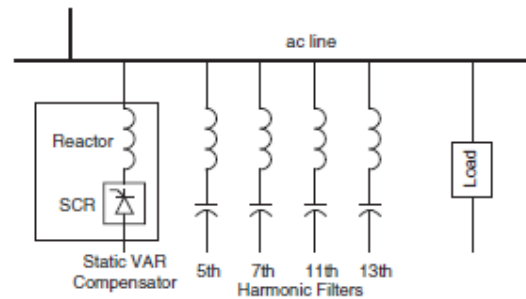 ac line
Reactor
SCR
Load
Static VAR
Compensator
5th
7th
11th
13th
Harmonic Filters